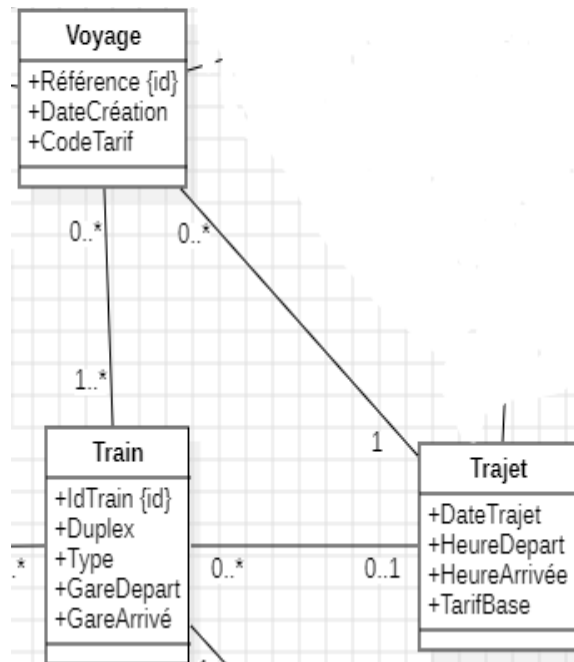 Voyage
+Référence {id}
+DateCréation
+CodeTarif
0..*
0..*
1..*
1
Train
+IdTrain {id}
+Duplex
+Type
+GareDepart
+GareArrivé
.*
0..*
0..1
Trajet
+DateTrajet
+HeureDepart
+HeureArrivée
+TarifBase